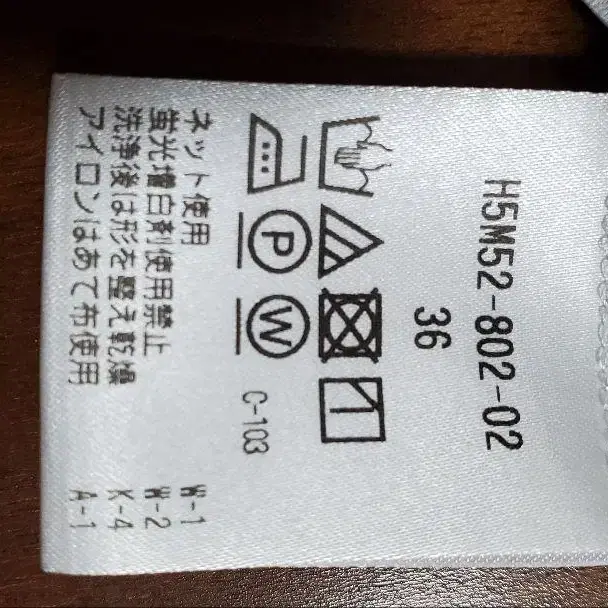 H5M52-802-02
36
P
W
C-103
ネット使用
蛍光増白剤使用禁止
洗浄後は形を整え乾燥
アイロンはあて布使用
W-1
W-2
K-4
A-1